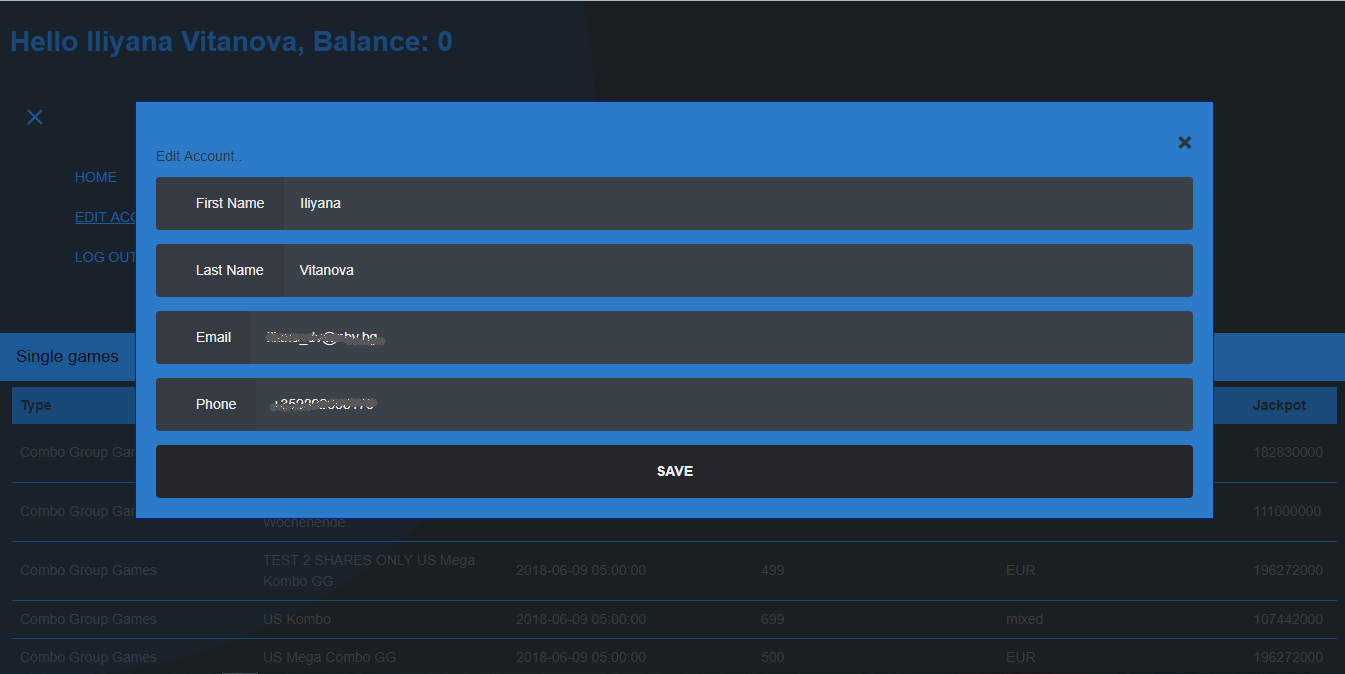 Hello Iliyana Vitanova, Balance: 0
HOME
EDIT ACC
LOG OUT
Edit Account..
First Name Iliyana
Last Name Vitanova
Email
Phone
SAVE
Single games
Type Jackpot
Combo Group Gam 182830000
Combo Group Gam Wochenende 111000000
Combo Group Games TEST 2 SHARES ONLY US Mega Kombo GG 2018-06-09 05:00:00 499 EUR 196272000
Combo Group Games US Kombo 2018-06-09 05:00:00 699 mixed 107442000
Combo Group Games US Mega Combo GG 2018-06-09 05:00:00 500 EUR 196272000